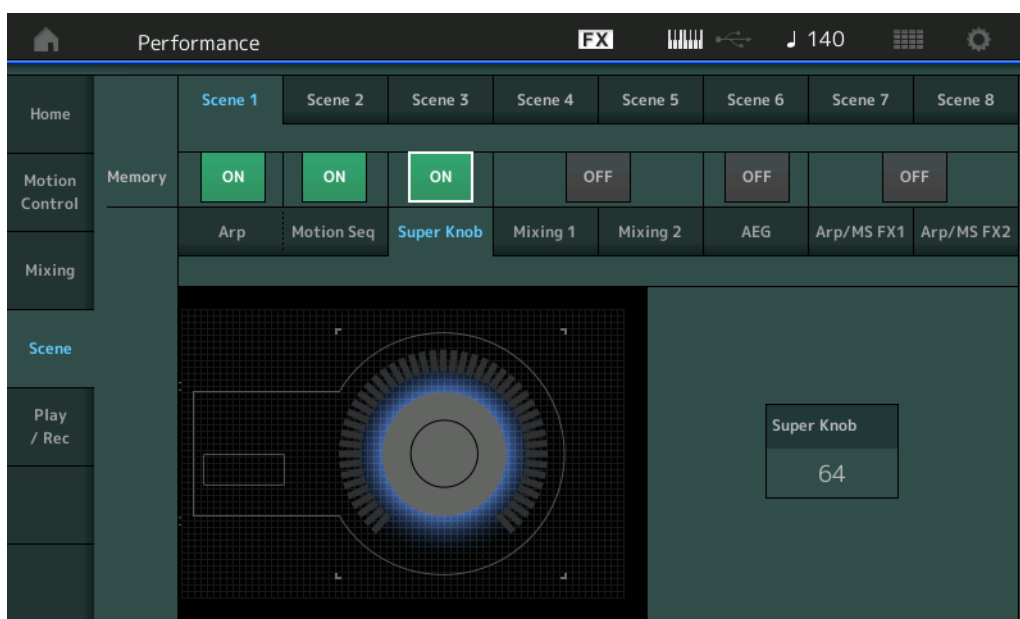 Performance FX 140
Home
Scene 1 Scene 2 Scene 3 Scene 4 Scene 5 Scene 6 Scene 7 Scene 8
Motion
Control
Memory ON ON ON OFF OFF OFF
Arp Motion Seq Super Knob Mixing 1 Mixing 2 AEG Arp/MS FX1 Arp/MS FX2
Mixing
Scene
Play
/ Rec
Super Knob
64